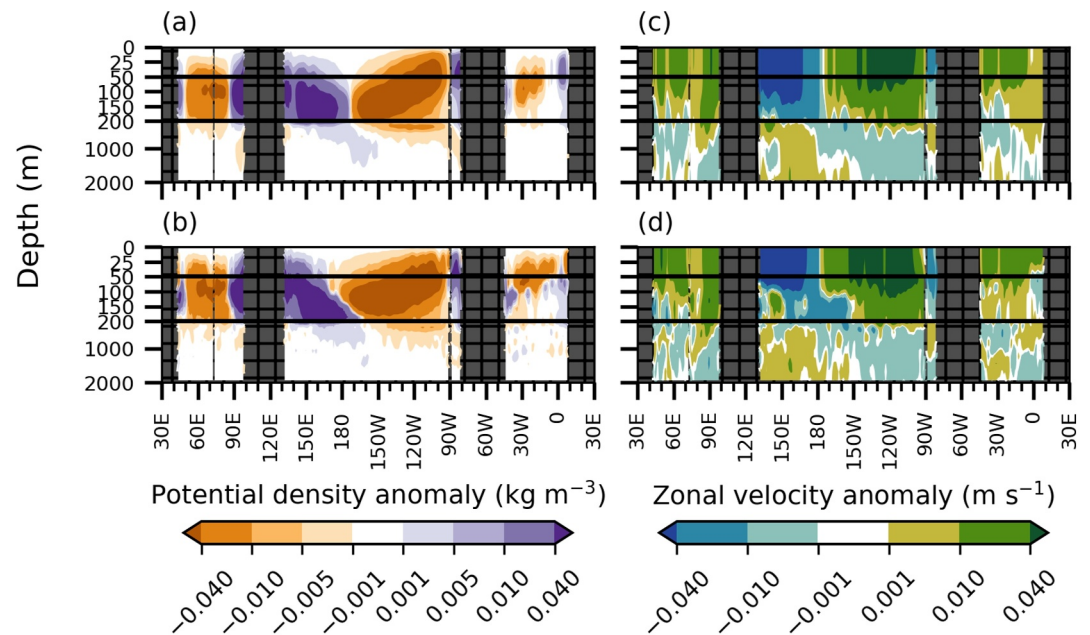 (a)
(c)
0
25
50
100
150
200
1000
2000
(b)
(d)
0
25
50
100
150
200
1000
2000
Depth (m)
30E 60E 90E 120E 150E 180 150W 120W 90W 60W 30W 0 30E
30E 60E 90E 120E 150E 180 150W 120W 90W 60W 30W 0 30E
Potential density anomaly (kg m⁻³)
−0.040 −0.010 −0.005 −0.001 0.001 0.005 0.010 0.040
Zonal velocity anomaly (m s⁻¹)
−0.040 −0.010 −0.001 0.001 0.010 0.040